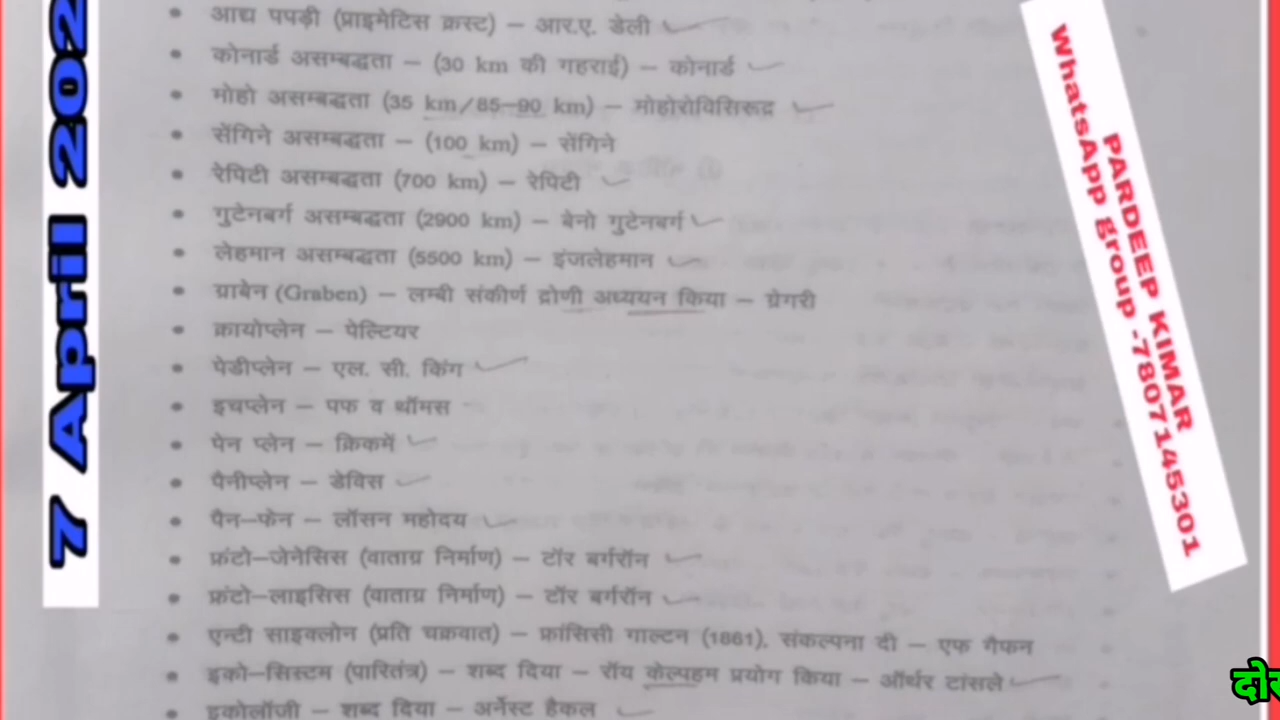 7 April 202
आद्य पपड़ी (प्राइमेटिस क्रस्ट) – आर.ए. डेली
कोनार्ड असम्बद्धता – (30 km की गहराई) – कोनार्ड
मोहो असम्बद्धता (35 km/85–90 km) – मोहोरोविसिरूद्र
सेंगिने असम्बद्धता – (100 km) – सेंगिने
रेपिटी असम्बद्धता (700 km) – रेपिटी
गुटेनबर्ग असम्बद्धता (2900 km) – बेनो गुटेनबर्ग
लेहमान असम्बद्धता (5500 km) – इंजलेहमान
ग्राबेन (Graben) – लम्बी संकीर्ण द्रोणी अध्ययन किया – ग्रेगरी
क्रायोप्लेन – पेल्टियर
पेडीप्लेन – एल. सी. किंग
इचप्लेन – पफ व थॉमस
पेन प्लेन – क्रिकमें
पैनीप्लेन – डेविस
पैन–फेन – लॉसन महोदय
फ्रंटो–जेनेसिस (वाताग्र निर्माण) – टॉर बर्गरॉन
फ्रंटो–लाइसिस (वाताग्र निर्माण) – टॉर बर्गरॉन
एन्टी साइक्लोन (प्रति चक्रवात) – फ्रांसिसी गाल्टन (1861), संकल्पना दी – एफ गैफन
इको–सिस्टम (पारितंत्र) – शब्द दिया – रॉय केल्पहम प्रयोग किया – ऑर्थर टांसले
इकोलॉजी – शब्द दिया – अर्नेस्ट हैकल
PARDEEP KIMAR
WhatsApp group -7807145301